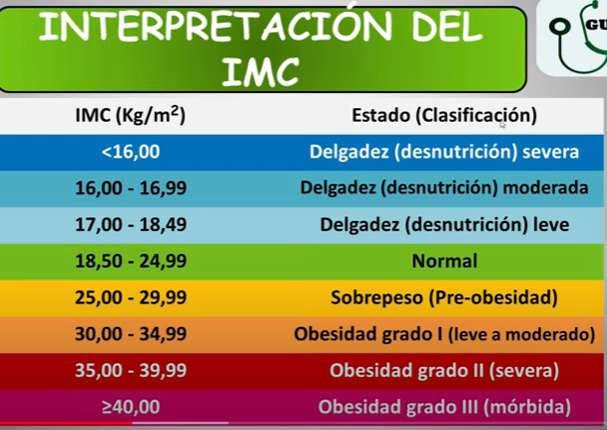 INTERPRETACIÓN DEL
IMC
GU
IMC (Kg/m²) Estado (Clasificación)
<16,00 Delgadez (desnutrición) severa
16,00 - 16,99 Delgadez (desnutrición) moderada
17,00 - 18,49 Delgadez (desnutrición) leve
18,50 - 24,99 Normal
25,00 - 29,99 Sobrepeso (Pre-obesidad)
30,00 - 34,99 Obesidad grado I (leve a moderado)
35,00 - 39,99 Obesidad grado II (severa)
≥40,00 Obesidad grado III (mórbida)